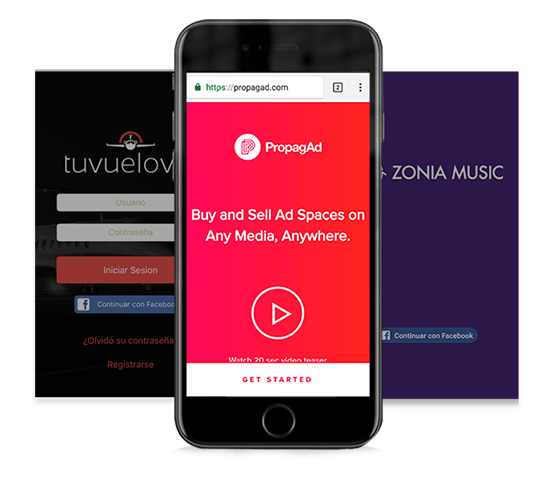 tuvuelov
Usuario
Contraseña
Iniciar Sesion
f Continuar con Facebook
¿Olvidó su contraseña
Registrarse
https://propagad.com
2
PropagAd
Buy and Sell Ad Spaces on
Any Media, Anywhere.
Watch 20 sec video teaser
GET STARTED
ZONIA MUSIC
f Continuar con Facebook